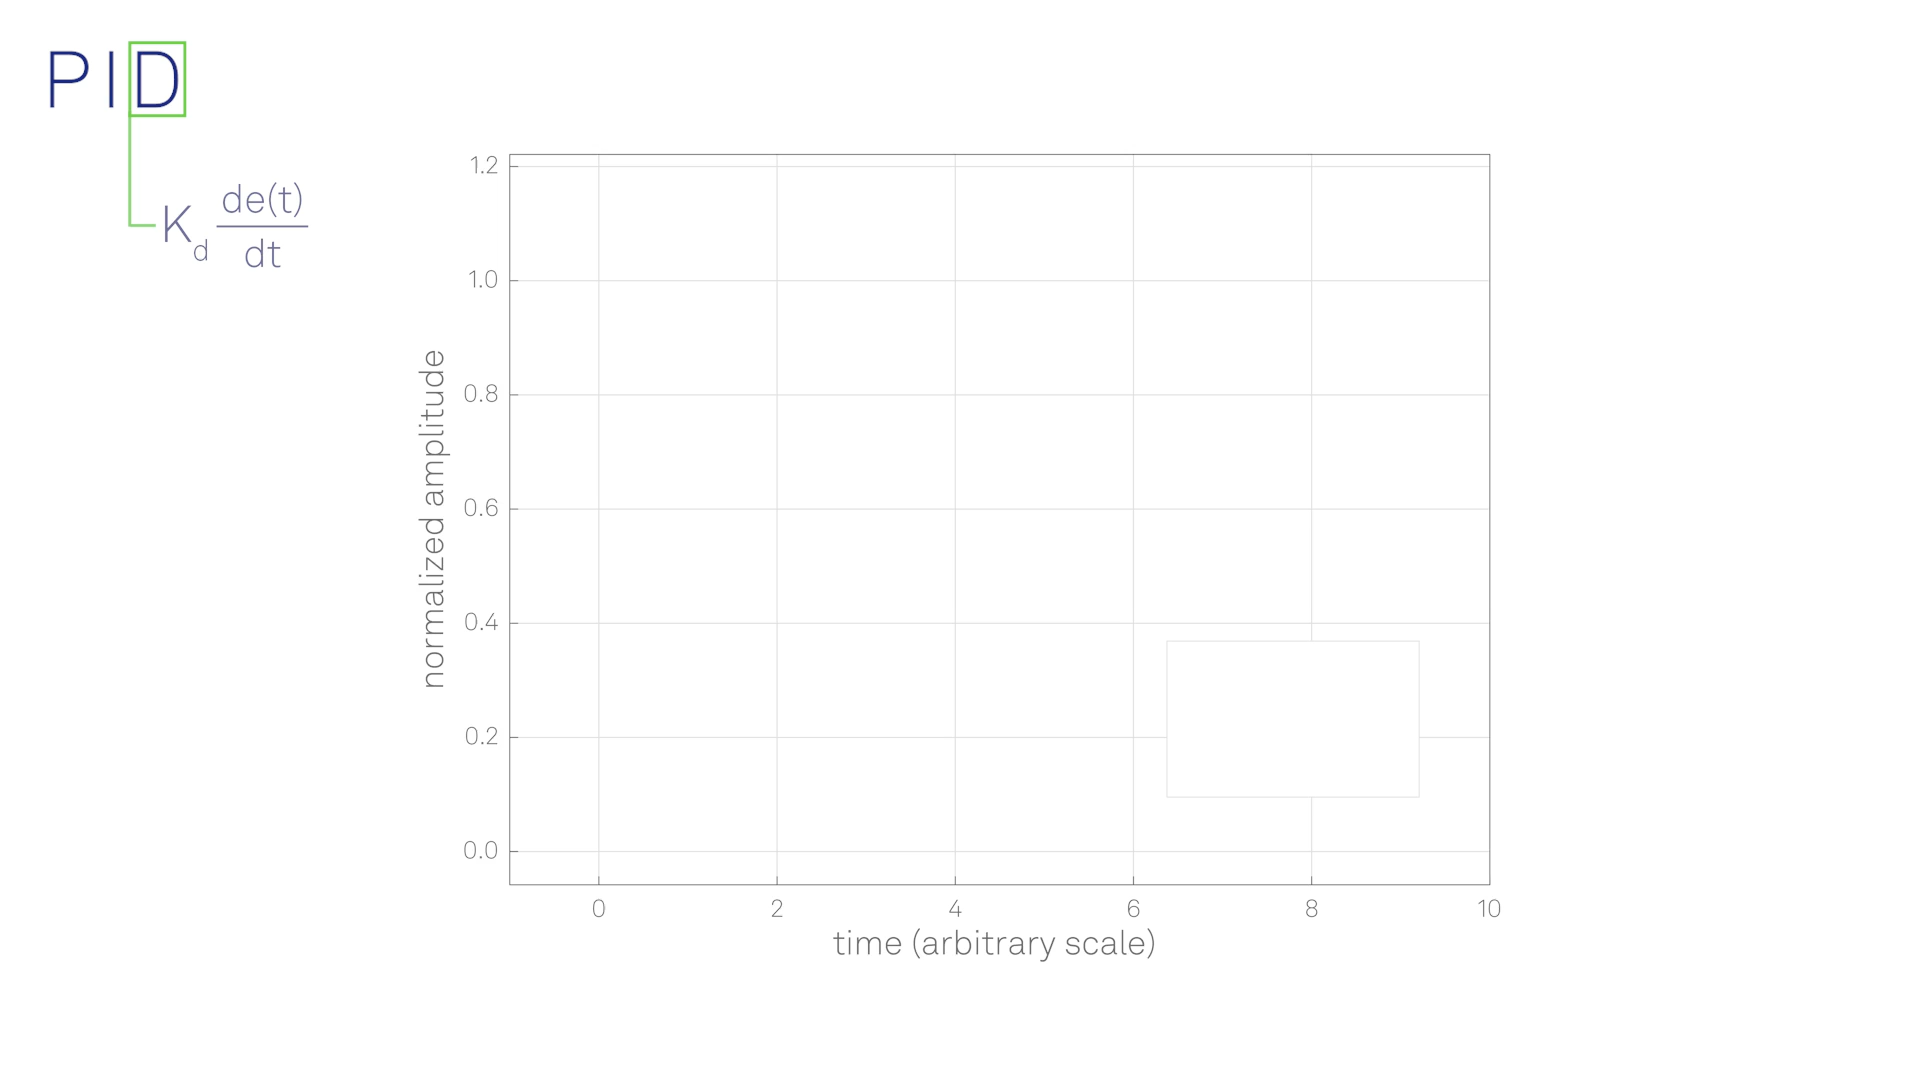 PID
K_d de(t)/dt
1.2
1.0
0.8
0.6
0.4
0.2
0.0
normalized amplitude
0 2 4 6 8 10
time (arbitrary scale)